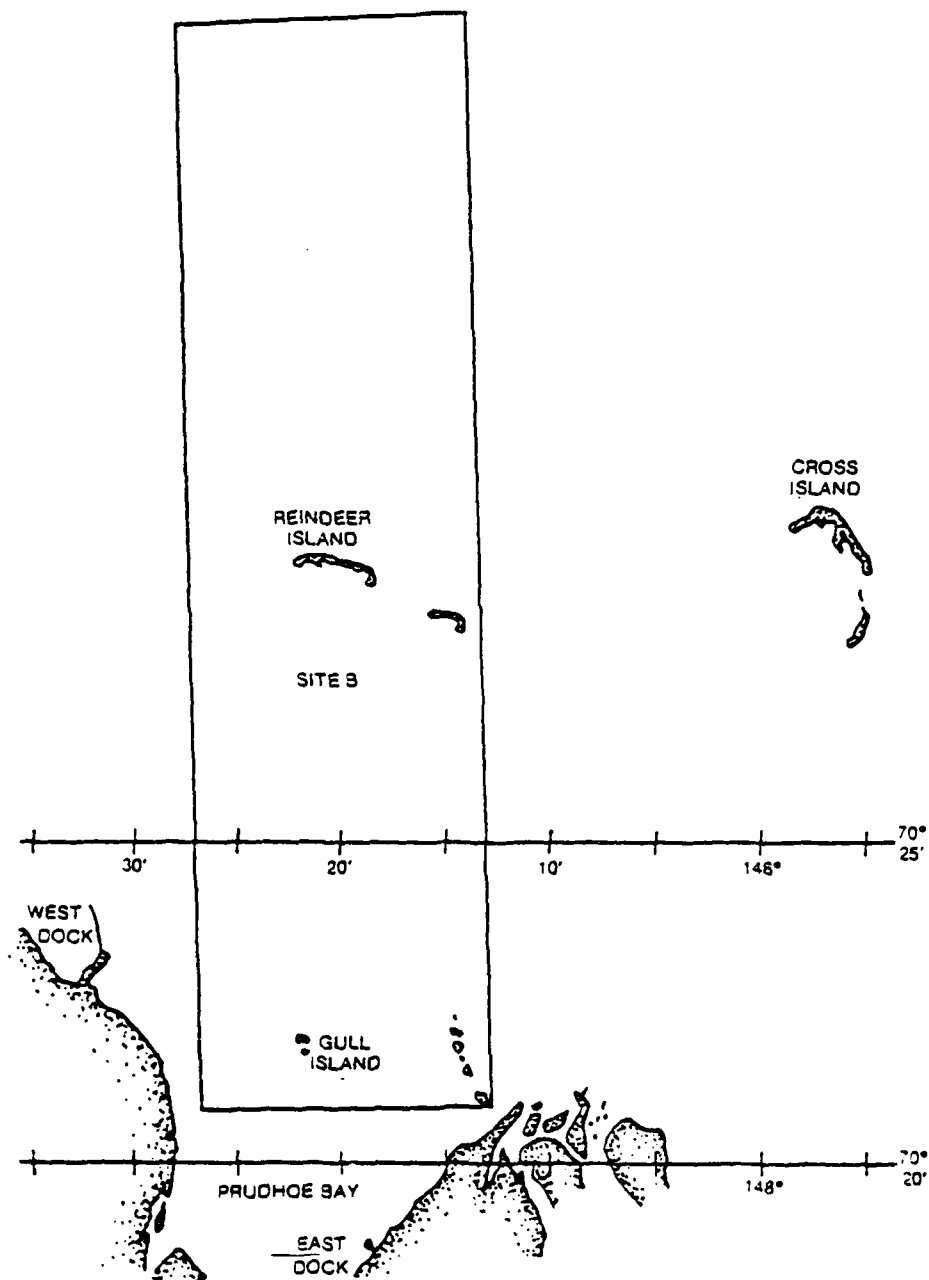 CROSS
ISLAND
REINDEER
ISLAND
SITE B
70°
25'
30'
20'
10'
146°
WEST
DOCK
GULL
ISLAND
70°
20'
PRUDHOE BAY
148°
EAST
DOCK